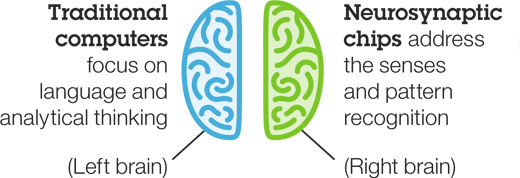 Traditional
computers
focus on
language and
analytical thinking
(Left brain)
Neurosynaptic
chips address
the senses
and pattern
recognition
(Right brain)